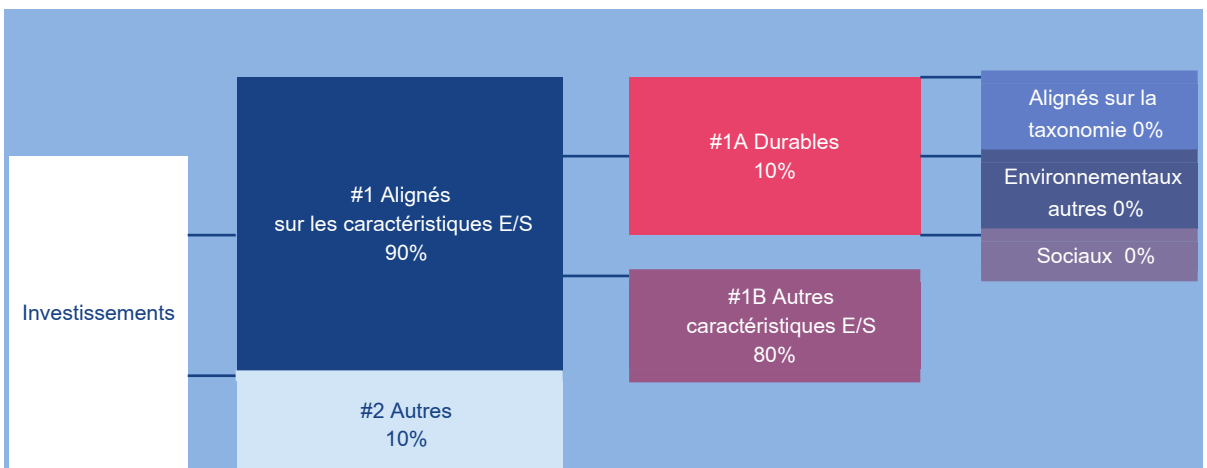 Investissements
#1 Alignés
sur les caractéristiques E/S
90%
#2 Autres
10%
#1A Durables
10%
#1B Autres
caractéristiques E/S
80%
Alignés sur la
taxonomie 0%
Environnementaux
autres 0%
Sociaux 0%